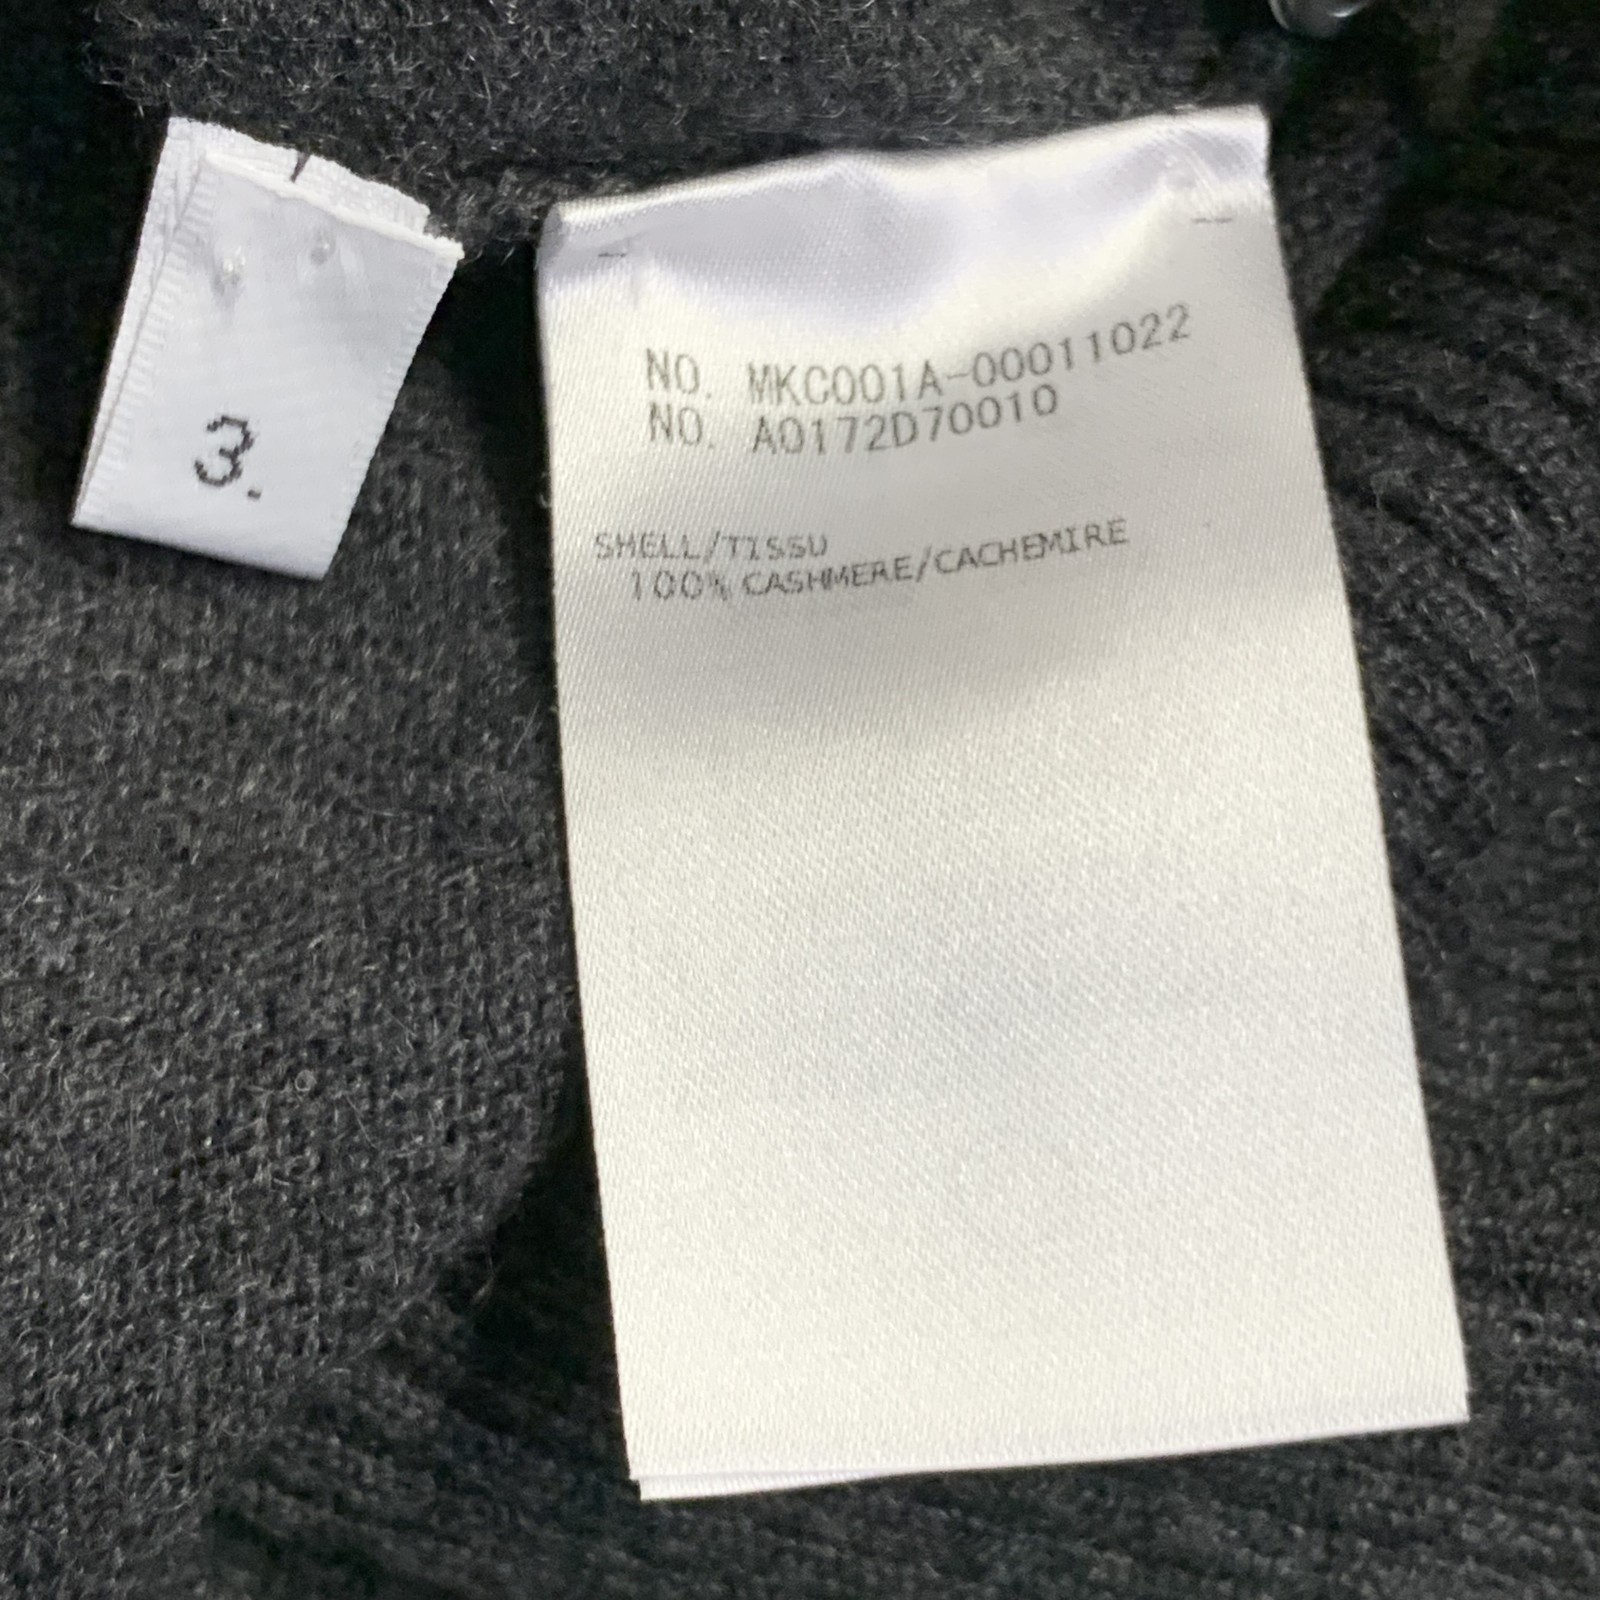 3.
NO. MKC001A-00011022
NO. A0172D70010
SHELL/TISSU
100% CASHMERE/CACHEMIRE